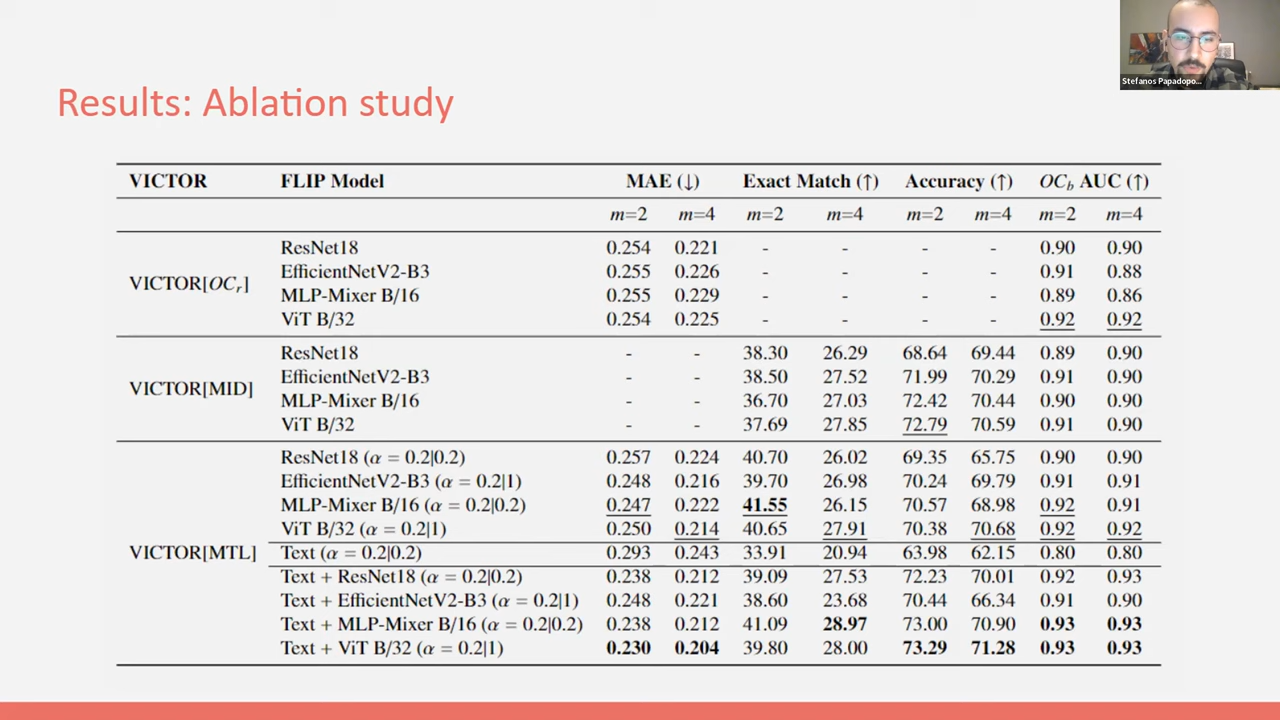 Stefanos Papadopo...
Results: Ablation study
VICTOR FLIP Model MAE (↓) Exact Match (↑) Accuracy (↑) OC_b AUC (↑)
m=2 m=4 m=2 m=4 m=2 m=4 m=2 m=4
VICTOR[OC_r]
ResNet18 0.254 0.221 - - - - 0.90 0.90
EfficientNetV2-B3 0.255 0.226 - - - - 0.91 0.88
MLP-Mixer B/16 0.255 0.229 - - - - 0.89 0.86
ViT B/32 0.254 0.225 - - - - 0.92 0.92
VICTOR[MID]
ResNet18 - - 38.30 26.29 68.64 69.44 0.89 0.90
EfficientNetV2-B3 - - 38.50 27.52 71.99 70.29 0.91 0.90
MLP-Mixer B/16 - - 36.70 27.03 72.42 70.44 0.90 0.90
ViT B/32 - - 37.69 27.85 72.79 70.59 0.91 0.90
VICTOR[MTL]
ResNet18 (α = 0.2|0.2) 0.257 0.224 40.70 26.02 69.35 65.75 0.90 0.90
EfficientNetV2-B3 (α = 0.2|1) 0.248 0.216 39.70 26.98 70.24 69.79 0.91 0.91
MLP-Mixer B/16 (α = 0.2|0.2) 0.247 0.222 41.55 26.15 70.57 68.98 0.92 0.91
ViT B/32 (α = 0.2|1) 0.250 0.214 40.65 27.91 70.38 70.68 0.92 0.92
Text (α = 0.2|0.2) 0.293 0.243 33.91 20.94 63.98 62.15 0.80 0.80
Text + ResNet18 (α = 0.2|0.2) 0.238 0.212 39.09 27.53 72.23 70.01 0.92 0.93
Text + EfficientNetV2-B3 (α = 0.2|1) 0.248 0.221 38.60 23.68 70.44 66.34 0.91 0.90
Text + MLP-Mixer B/16 (α = 0.2|0.2) 0.238 0.212 41.09 28.97 73.00 70.90 0.93 0.93
Text + ViT B/32 (α = 0.2|1) 0.230 0.204 39.80 28.00 73.29 71.28 0.93 0.93